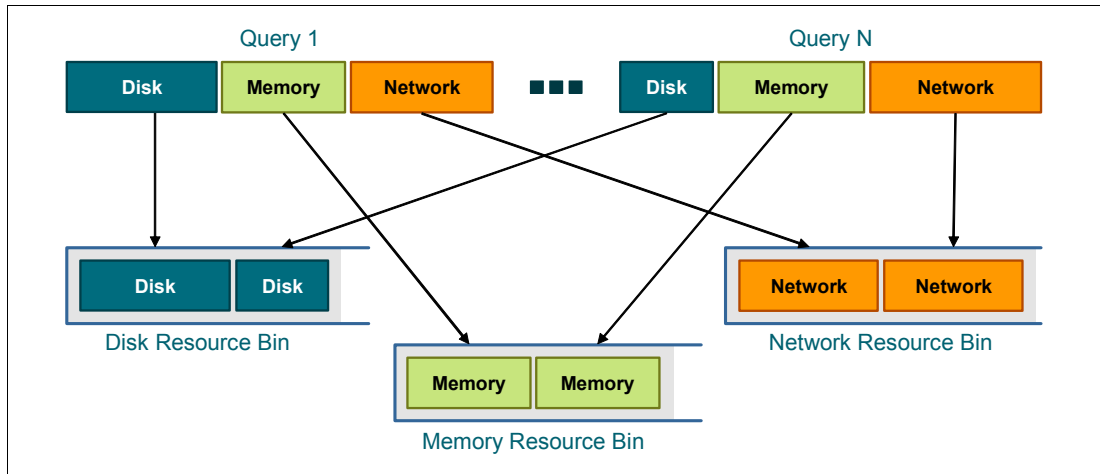 Query 1 Query N
Disk Memory Network Disk Memory Network
Disk Disk Network Network
Disk Resource Bin Network Resource Bin
Memory Memory
Memory Resource Bin